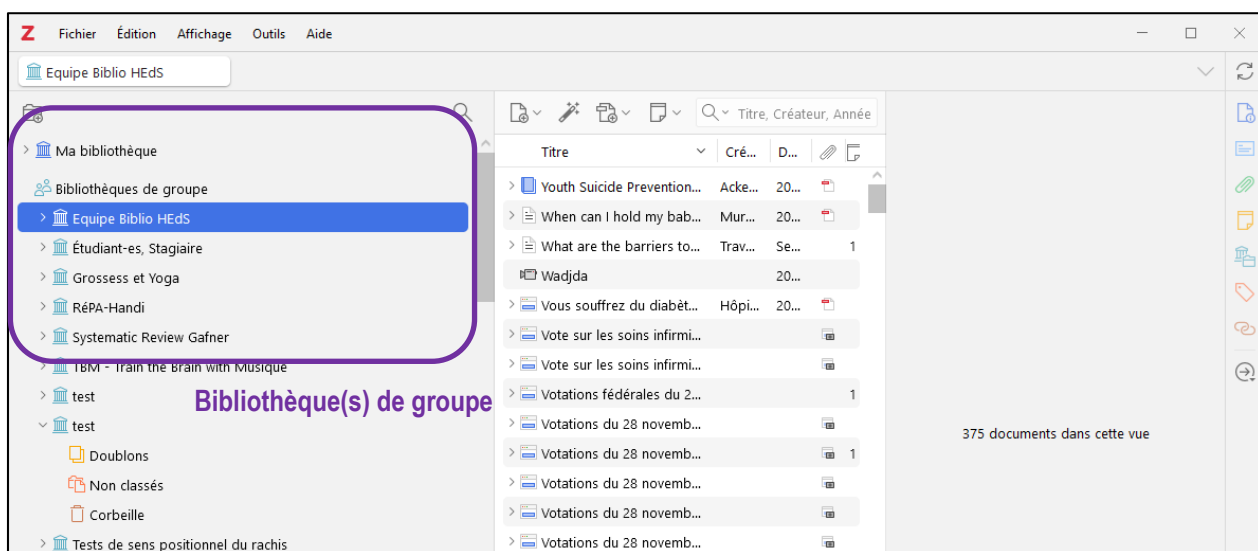 Z Fichier Édition Affichage Outils Aide
Equipe Biblio HEdS
Titre, Créateur, Année
Ma bibliothèque
Bibliothèques de groupe
Equipe Biblio HEdS
Étudiant-es, Stagiaire
Grossess et Yoga
RéPA-Handi
Systematic Review Gafner
TBM - Train the Brain with Musique
test
Bibliothèque(s) de groupe
test
Doublons
Non classés
Corbeille
Tests de sens positionnel du rachis
Titre Cré... D...
Youth Suicide Prevention... Acke... 20...
When can I hold my bab... Mur... 20...
What are the barriers to... Trav... Se... 1
Wadjda 20...
Vous souffrez du diabèt... Hôpi... 20...
Vote sur les soins infirmi...
Vote sur les soins infirmi...
Votations fédérales du 2... 1
Votations du 28 novemb...
Votations du 28 novemb... 1
Votations du 28 novemb...
Votations du 28 novemb...
Votations du 28 novemb...
375 documents dans cette vue